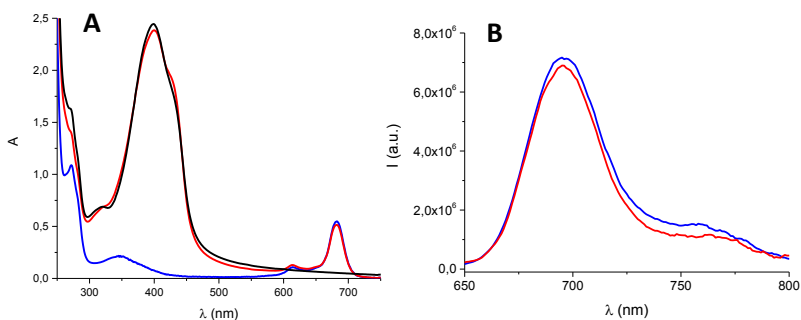 A
2,5
2,0
1,5
1,0
0,5
0,0
A
300
400
500
600
700
λ (nm)
B
8,0x10⁶
6,0x10⁶
4,0x10⁶
2,0x10⁶
0,0
I (a.u.)
650
700
750
800
λ (nm)